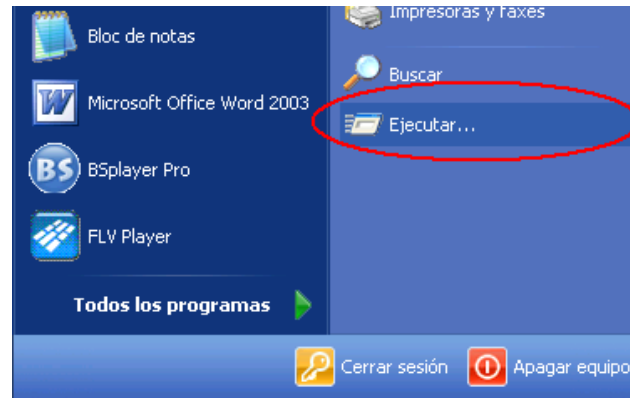 Impresoras y faxes
Bloc de notas
Buscar
Microsoft Office Word 2003
Ejecutar...
BS
BSplayer Pro
FLV Player
Todos los programas
Cerrar sesión
Apagar equipo